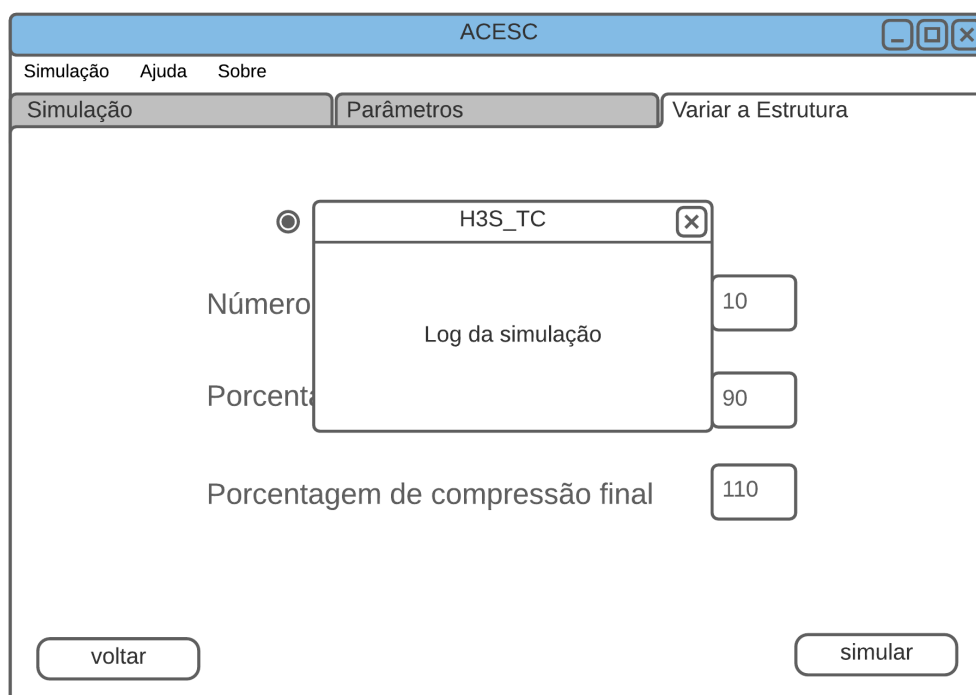 ACESC
Simulação Ajuda Sobre
Simulação Parâmetros Variar a Estrutura
H3S_TC
Número 10
Log da simulação
90
Porcentagem de compressão final 110
voltar simular